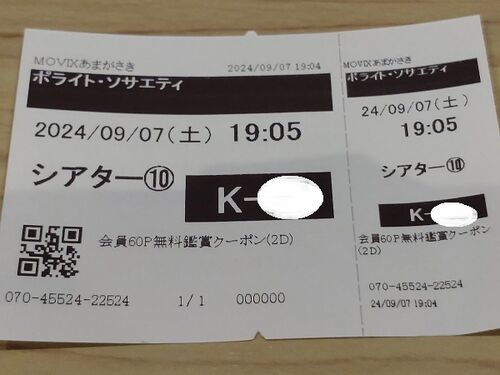 MOVIXあまがさき 2024/09/07 19:04
ポライト・ソサエティ
2024/09/07(土) 19:05
シアター⑩
K-
会員60P無料鑑賞クーポン(2D)
070-45524-22524 1/1 000000
MOVIXあまがさき
ポライト・ソサエティ
24/09/07(土)
19:05
シアター⑩
K-
会員60P無料鑑賞クーポン
(2D)
070-45524-22524
24/09/07 19:04